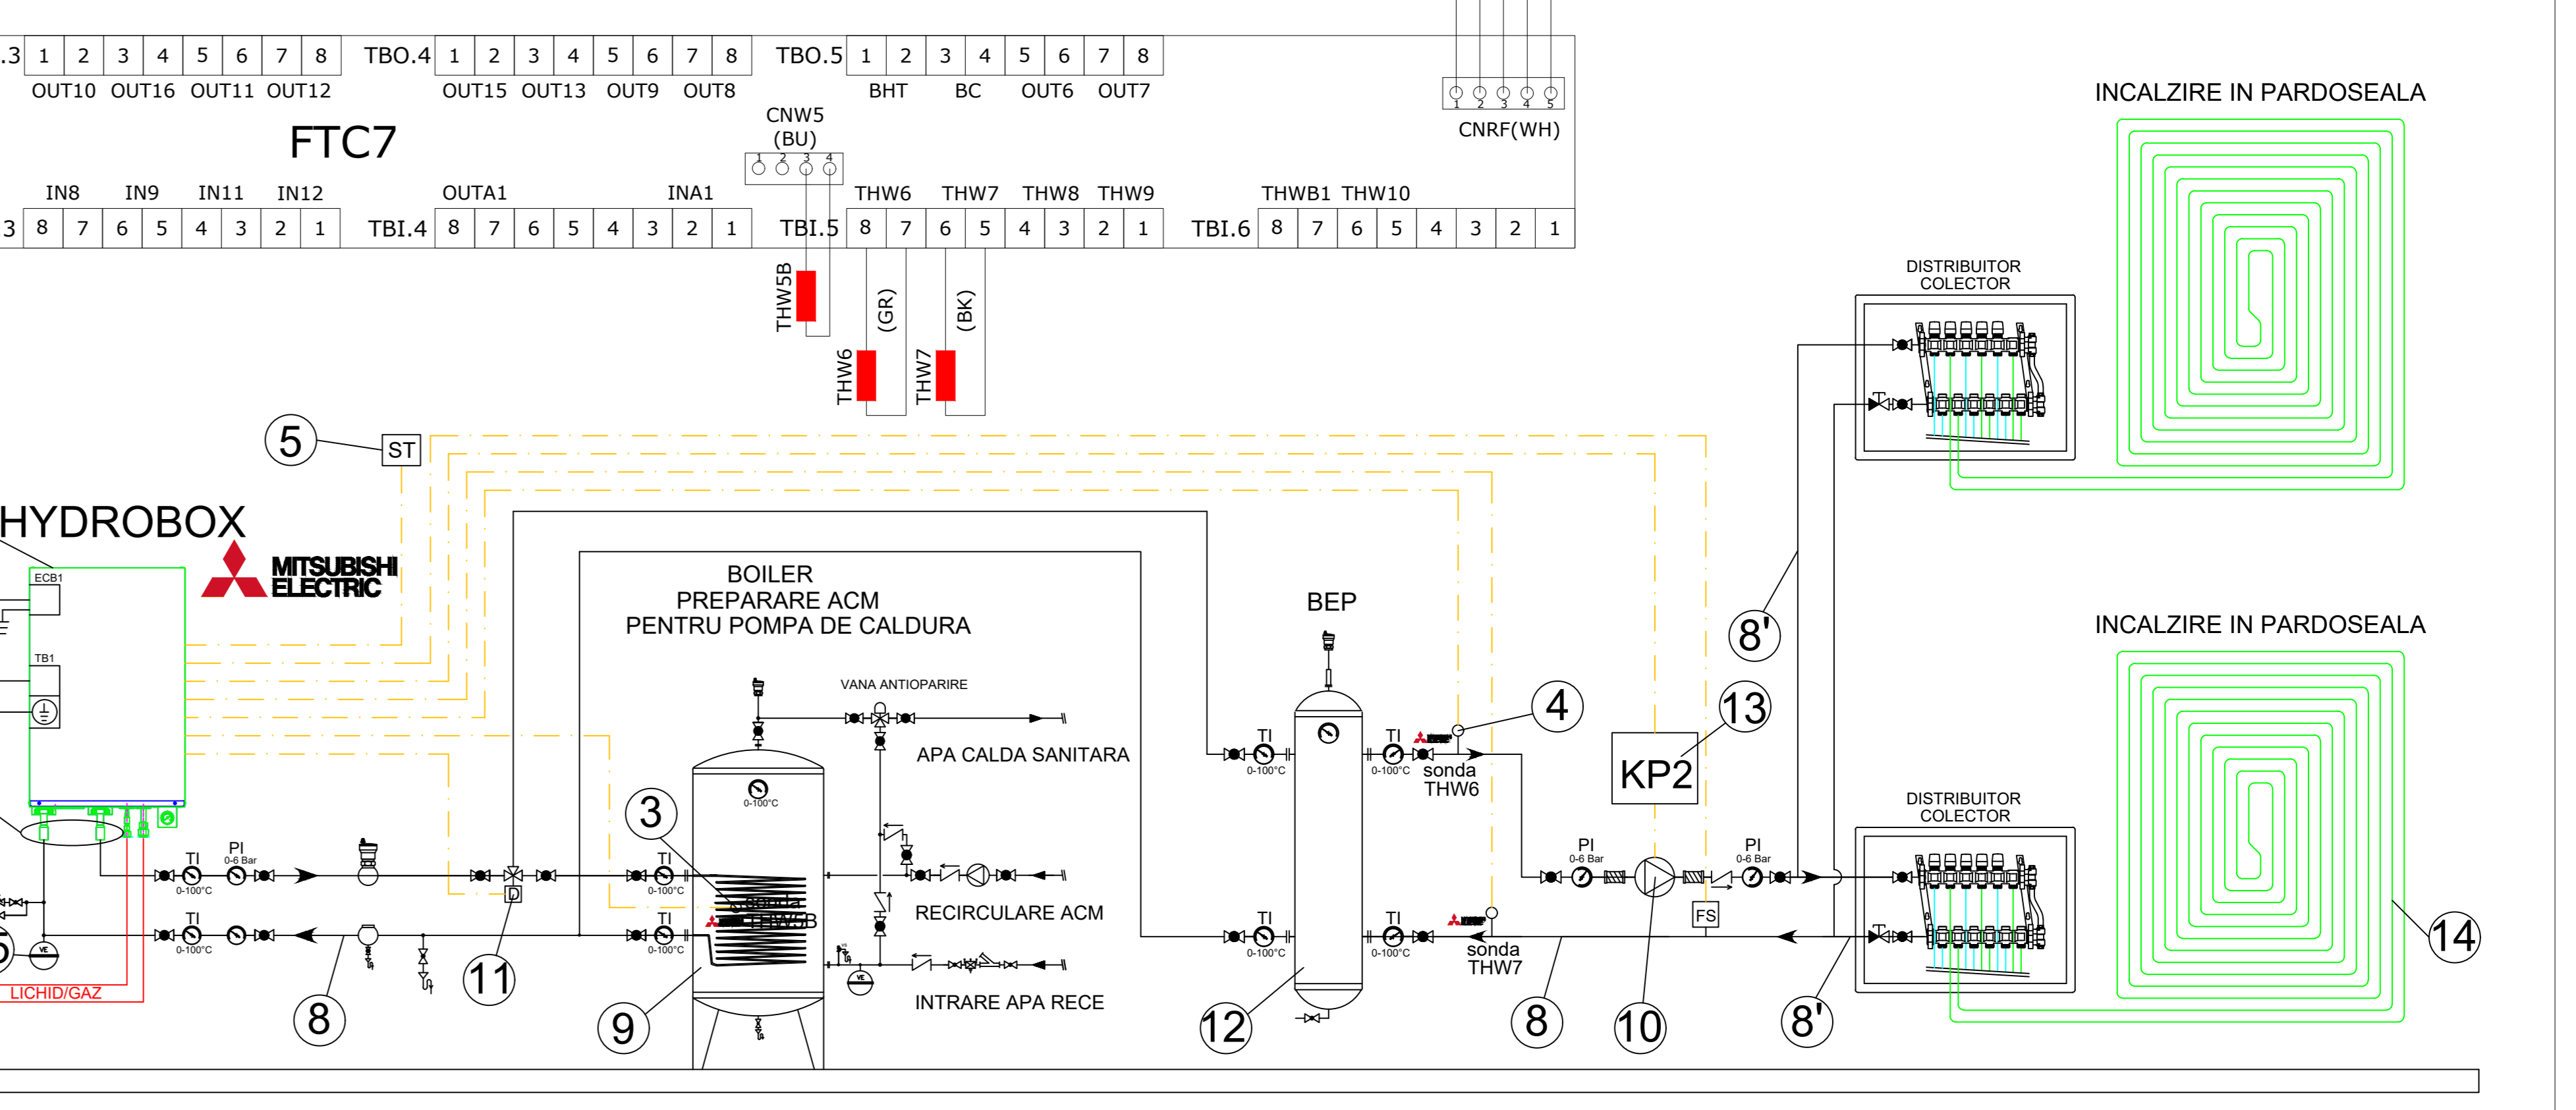 .3 1 2 3 4 5 6 7 8 TBO.4 1 2 3 4 5 6 7 8 TBO.5 1 2 3 4 5 6 7 8
OUT10 OUT16 OUT11 OUT12 OUT15 OUT13 OUT9 OUT8 BHT BC OUT6 OUT7
1 2 3 4 5
CNRF(WH)
FTC7
CNW5
(BU)
1 2 3 4
IN8 IN9 IN11 IN12 OUTA1 INA1 THW6 THW7 THW8 THW9 THWB1 THW10
3 8 7 6 5 4 3 2 1 TBI.4 8 7 6 5 4 3 2 1 TBI.5 8 7 6 5 4 3 2 1 TBI.6 8 7 6 5 4 3 2 1
THW5B
(GR)
(BK)
THW6
THW7
INCALZIRE IN PARDOSEALA
DISTRIBUITOR
COLECTOR
5
ST
HYDROBOX
MITSUBISHI
ELECTRIC
ECB1
TB1
BOILER
PREPARARE ACM
PENTRU POMPA DE CALDURA
BEP
8'
INCALZIRE IN PARDOSEALA
VANA ANTIOPARIRE
APA CALDA SANITARA
0-100°C
3
TI
0-100°C
TI
0-100°C
4
sonda
THW6
13
KP2
DISTRIBUITOR
COLECTOR
TI
0-100°C
PI
0-6 Bar
TI
0-100°C
sonda
THW5B
PI
0-6 Bar
PI
0-6 Bar
RECIRCULARE ACM
TI
0-100°C
D
TI
0-100°C
TI
0-100°C
TI
0-100°C
sonda
THW7
FS
VE
VE
5
LICHID/GAZ
INTRARE APA RECE
8
11
9
12
8
10
8'
14